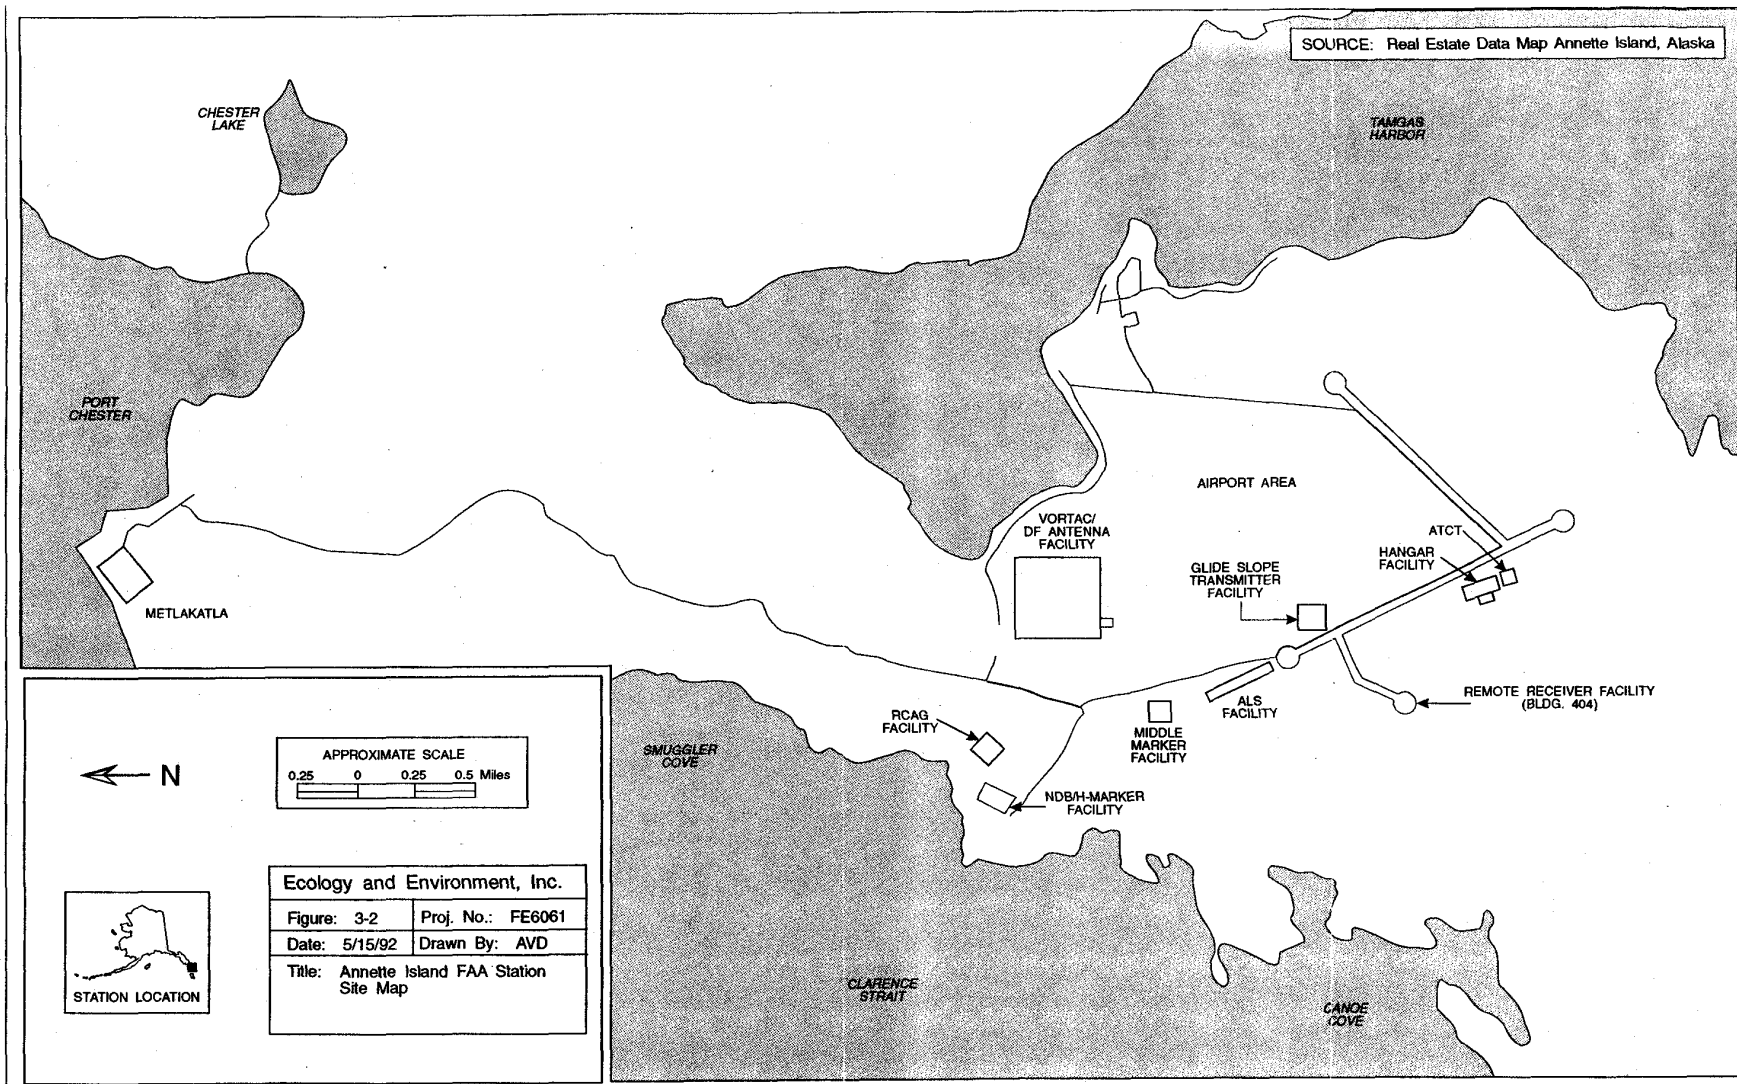 SOURCE: Real Estate Data Map Annette Island, Alaska
CHESTER
LAKE
TAMGAS
HARBOR
PORT
CHESTER
AIRPORT AREA
VORTAC/
DF ANTENNA
FACILITY
ATCT
HANGAR
FACILITY
GLIDE SLOPE
TRANSMITTER
FACILITY
METLAKATLA
REMOTE RECEIVER FACILITY
(BLDG. 404)
ALS
FACILITY
RCAG
FACILITY
MIDDLE
MARKER
FACILITY
SMUGGLER
COVE
NDB/H-MARKER
FACILITY
N
APPROXIMATE SCALE
0.25 0 0.25 0.5 Miles
CLARENCE
STRAIT
CANOE
COVE
STATION LOCATION
Ecology and Environment, Inc.
Figure: 3-2 Proj. No.: FE6061
Date: 5/15/92 Drawn By: AVD
Title: Annette Island FAA Station
Site Map